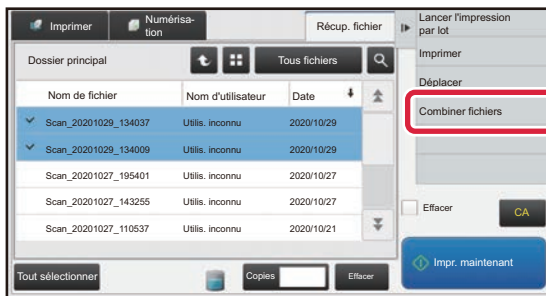 Imprimer
Numérisa-
tion
Récup. fichier
Lancer l'impression
par lot
Dossier principal
Tous fichiers
Imprimer
Déplacer
Nom de fichier Nom d'utilisateur Date
Combiner fichiers
Scan_20201029_134037 Utilis. inconnu 2020/10/29
Scan_20201029_134009 Utilis. inconnu 2020/10/29
Scan_20201027_195401 Utilis. inconnu 2020/10/27
Scan_20201027_143255 Utilis. inconnu 2020/10/27
Scan_20201027_110537 Utilis. inconnu 2020/10/21
Effacer
CA
Tout sélectionner
Copies
Effacer
Impr. maintenant